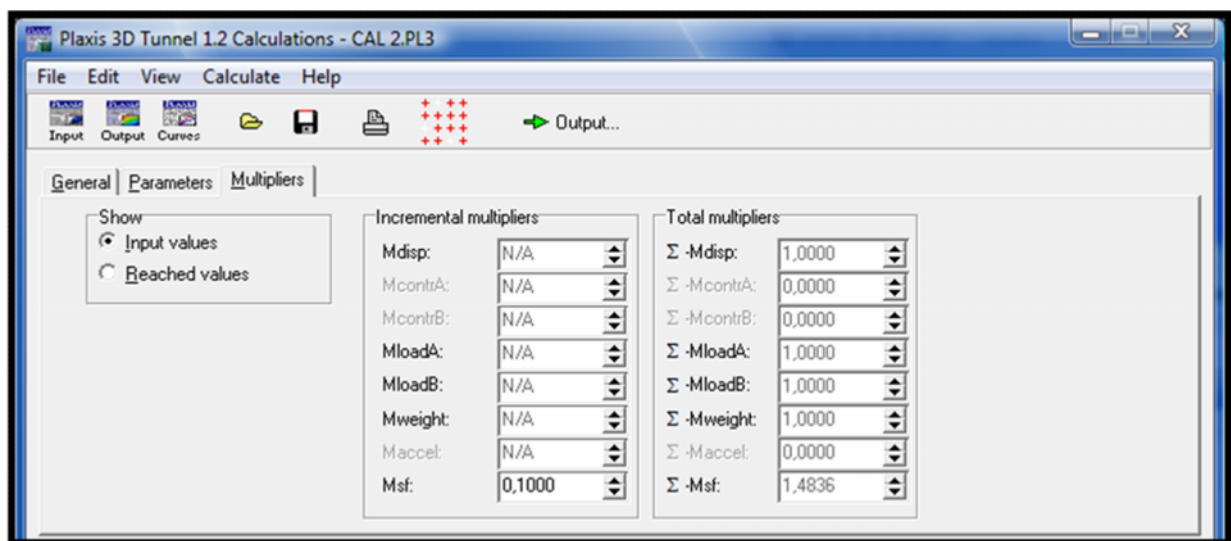 Plaxis 3D Tunnel 1.2 Calculations - CAL 2.PL3
File Edit View Calculate Help
Input Output Curves Output...
General Parameters Multipliers
Show
Input values
Reached values
Incremental multipliers
Mdisp: N/A
McontrA: N/A
McontrB: N/A
MloadA: N/A
MloadB: N/A
Mweight: N/A
Maccel: N/A
Msf: 0,1000
Total multipliers
Σ -Mdisp: 1,0000
Σ -McontrA: 0,0000
Σ -McontrB: 0,0000
Σ -MloadA: 1,0000
Σ -MloadB: 1,0000
Σ -Mweight: 1,0000
Σ -Maccel: 0,0000
Σ -Msf: 1,4836